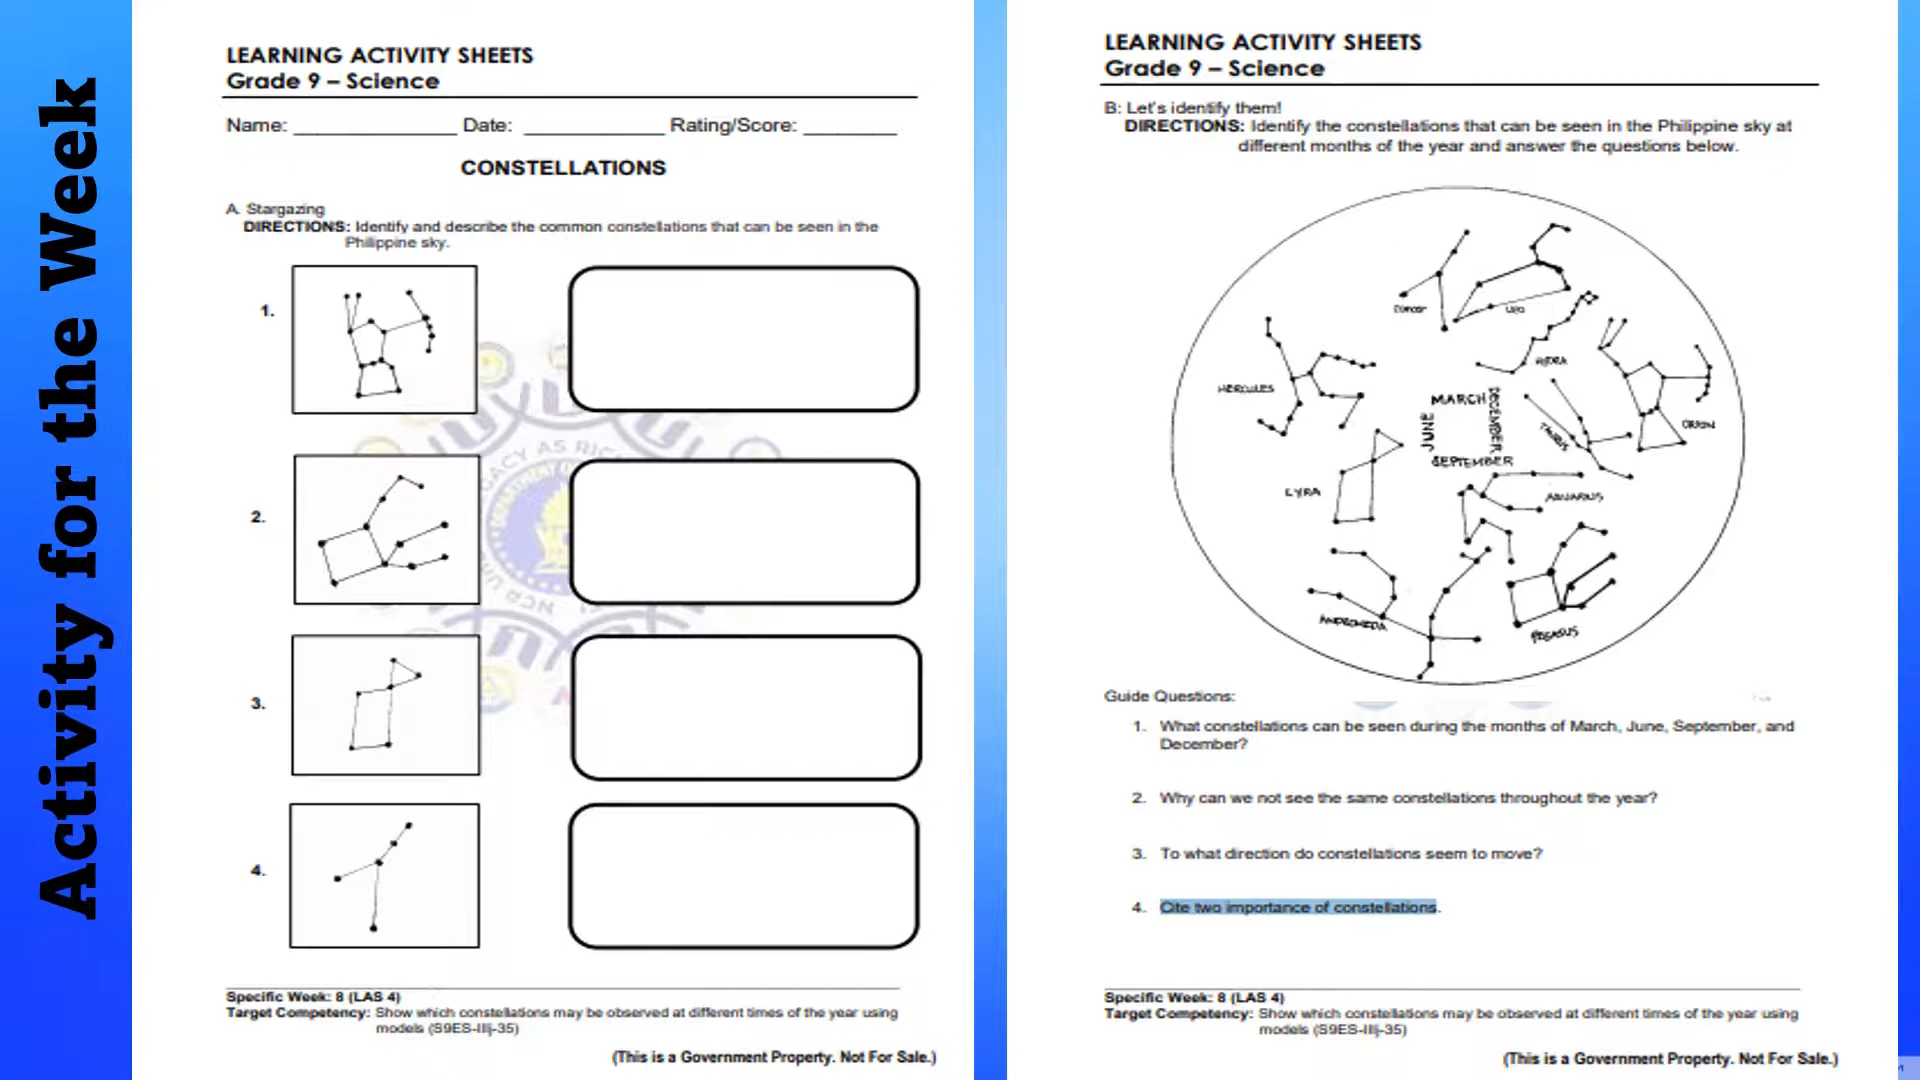 Activity for the Week
LEARNING ACTIVITY SHEETS
Grade 9 – Science
Name: _______________ Date: _____________ Rating/Score: _________
CONSTELLATIONS
A. Stargazing
DIRECTIONS: Identify and describe the common constellations that can be seen in the
Philippine sky.
1.
2.
3.
4.
Specific Week: 8 (LAS 4)
Target Competency: Show which constellations may be observed at different times of the year using
models (S9ES-IIIj-35)
(This is a Government Property. Not For Sale.)
LEARNING ACTIVITY SHEETS
Grade 9 – Science
B: Let's identify them!
DIRECTIONS: Identify the constellations that can be seen in the Philippine sky at
different months of the year and answer the questions below.
LEO
HYDRA
HERCULES
MARCH
DECEMBER
JUNE
SEPTEMBER
TAURUS
ORION
LYRA
AQUARIUS
ANDROMEDA
PEGASUS
Guide Questions:
1. What constellations can be seen during the months of March, June, September, and
December?
2. Why can we not see the same constellations throughout the year?
3. To what direction do constellations seem to move?
4. Cite two importance of constellations.
Specific Week: 8 (LAS 4)
Target Competency: Show which constellations may be observed at different times of the year using
models (S9ES-IIIj-35)
(This is a Government Property. Not For Sale.)